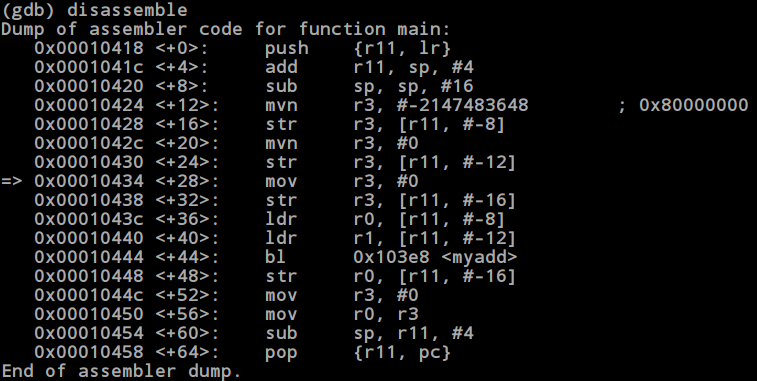 (gdb) disassemble
Dump of assembler code for function main:
   0x00010418 <+0>:     push    {r11, lr}
   0x0001041c <+4>:     add     r11, sp, #4
   0x00010420 <+8>:     sub     sp, sp, #16
   0x00010424 <+12>:    mvn     r3, #-2147483648        ; 0x80000000
   0x00010428 <+16>:    str     r3, [r11, #-8]
   0x0001042c <+20>:    mvn     r3, #0
   0x00010430 <+24>:    str     r3, [r11, #-12]
=> 0x00010434 <+28>:    mov     r3, #0
   0x00010438 <+32>:    str     r3, [r11, #-16]
   0x0001043c <+36>:    ldr     r0, [r11, #-8]
   0x00010440 <+40>:    ldr     r1, [r11, #-12]
   0x00010444 <+44>:    bl      0x103e8 <myadd>
   0x00010448 <+48>:    str     r0, [r11, #-16]
   0x0001044c <+52>:    mov     r3, #0
   0x00010450 <+56>:    mov     r0, r3
   0x00010454 <+60>:    sub     sp, r11, #4
   0x00010458 <+64>:    pop     {r11, pc}
End of assembler dump.